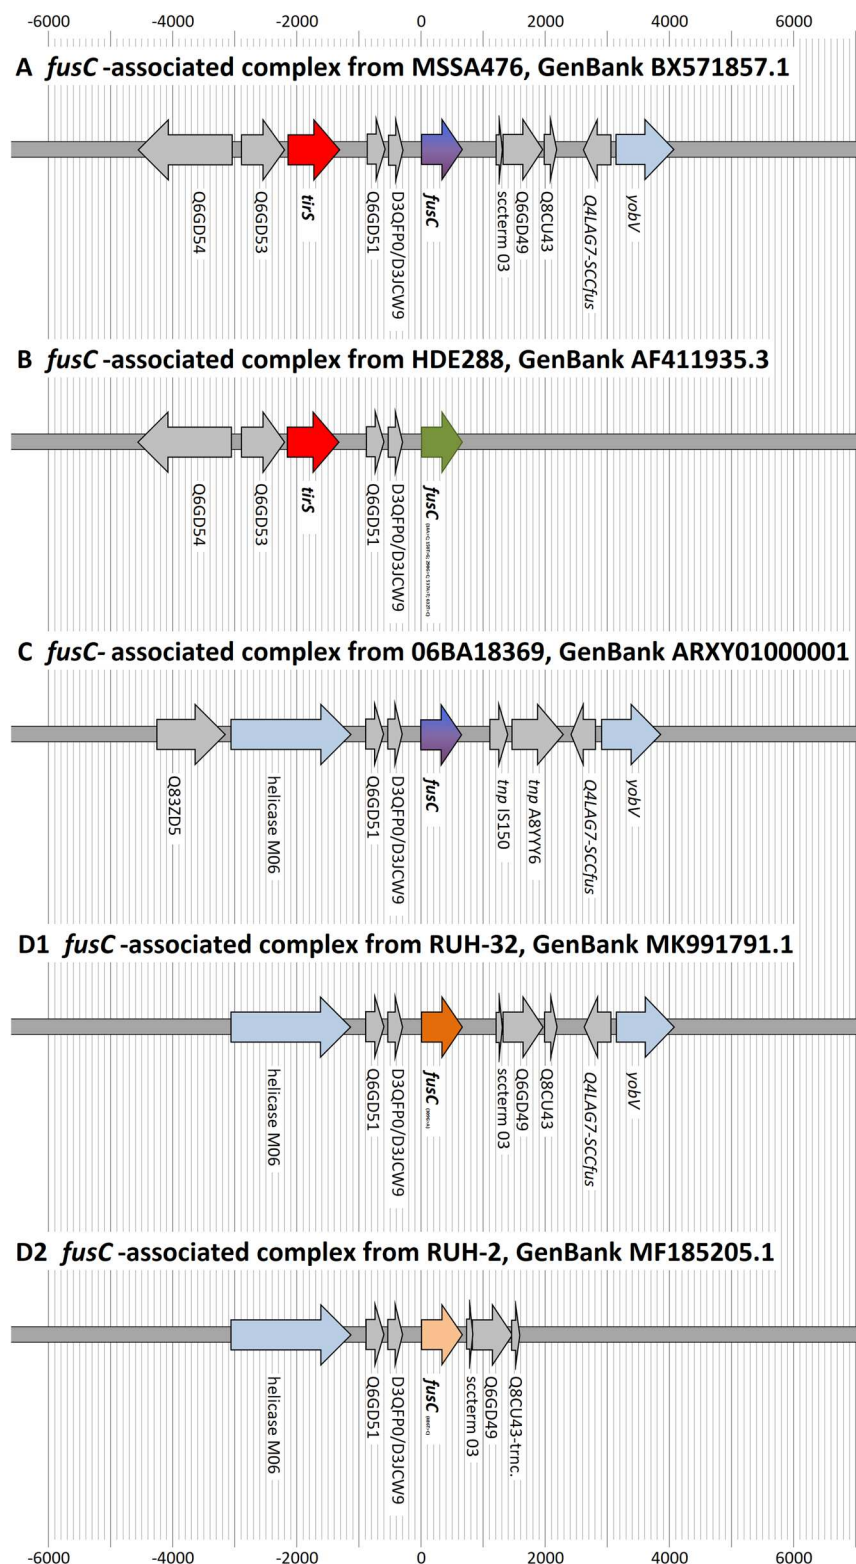 -6000 -4000 -2000 0 2000 4000 6000
A fusC -associated complex from MSSA476, GenBank BX571857.1
Q6GD54 Q6GD53 tirS Q6GD51 D3QFP0/D3JCW9 fusC sccterm 03 Q6GD49 Q8CU43 Q4LAG7-SCCfus yobV
B fusC -associated complex from HDE288, GenBank AF411935.3
Q6GD54 Q6GD53 tirS Q6GD51 D3QFP0/D3JCW9 fusC
C fusC- associated complex from 06BA18369, GenBank ARXY01000001
Q83ZD5 helicase M06 Q6GD51 D3QFP0/D3JCW9 fusC tnp IS150 tnp A8YYY6 Q4LAG7-SCCfus yobV
D1 fusC -associated complex from RUH-32, GenBank MK991791.1
helicase M06 Q6GD51 D3QFP0/D3JCW9 fusC sccterm 03 Q6GD49 Q8CU43 Q4LAG7-SCCfus yobV
D2 fusC -associated complex from RUH-2, GenBank MF185205.1
helicase M06 Q6GD51 D3QFP0/D3JCW9 fusC sccterm 03 Q6GD49 Q8CU43-trnc.
-6000 -4000 -2000 0 2000 4000 6000